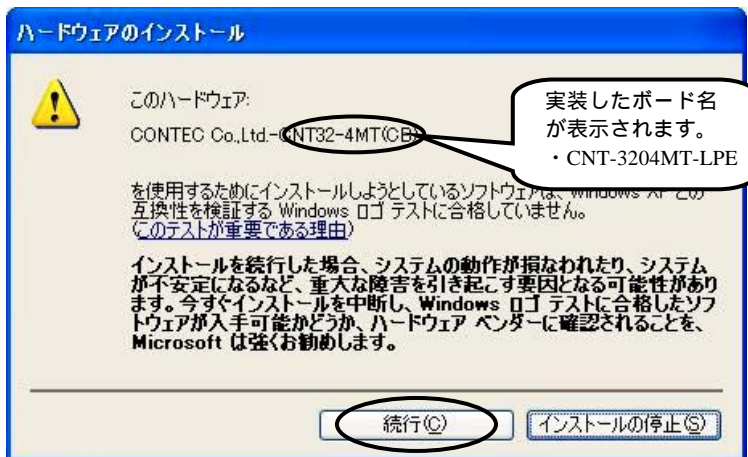 ハードウェアのインストール
このハードウェア:
CONTEC Co.,Ltd.-CNT32-4MT(CB)
実装したボード名
が表示されます。
・CNT-3204MT-LPE
を使用するためにインストールしようとしているソフトウェアは、Windows XP との
互換性を検証する Windows ロゴ テストに合格していません。
(このテストが重要である理由)
インストールを続行した場合、システムの動作が損なわれたり、システム
が不安定になるなど、重大な障害を引き起こす要因となる可能性があり
ます。今すぐインストールを中断し、Windows ロゴ テストに合格したソフ
トウェアが入手可能かどうか、ハードウェア ベンダーに確認されることを、
Microsoft は強くお勧めします。
続行(C)
インストールの停止(S)